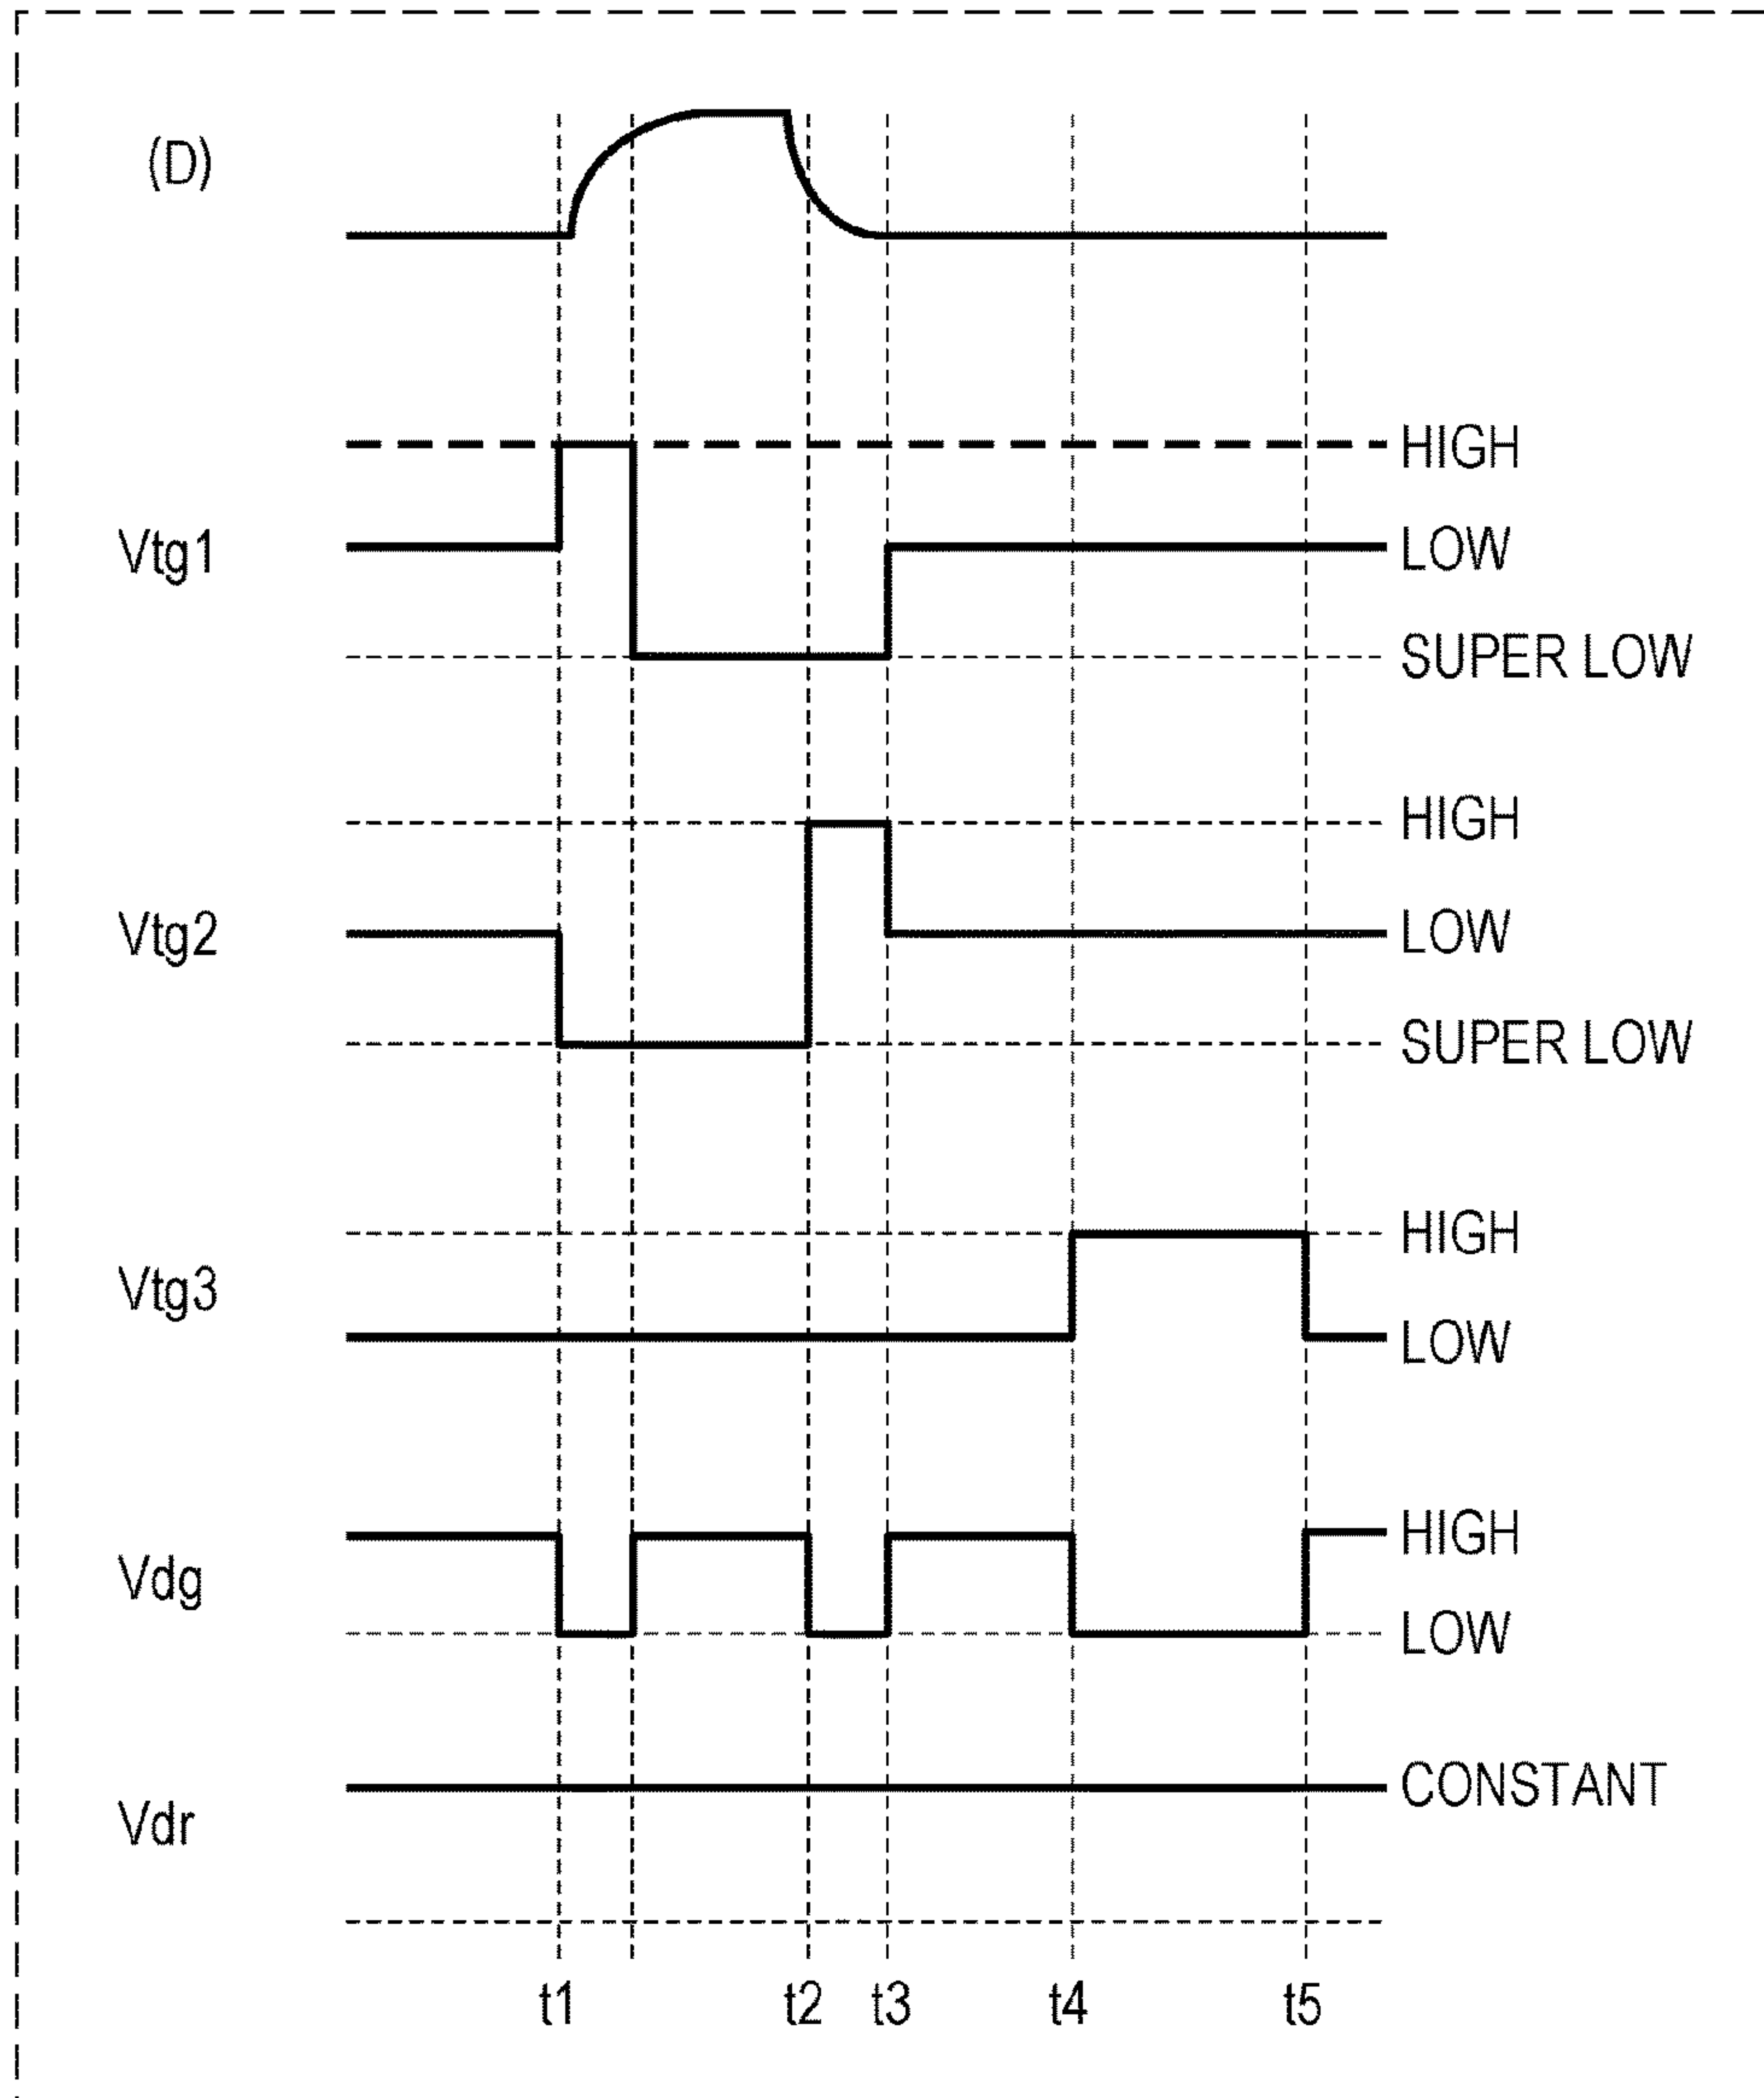 (D)
HIGH
Vtg1
LOW
SUPER LOW
HIGH
Vtg2
LOW
SUPER LOW
HIGH
Vtg3
LOW
HIGH
Vdg
LOW
CONSTANT
Vdr
t1 t2 t3 t4 t5